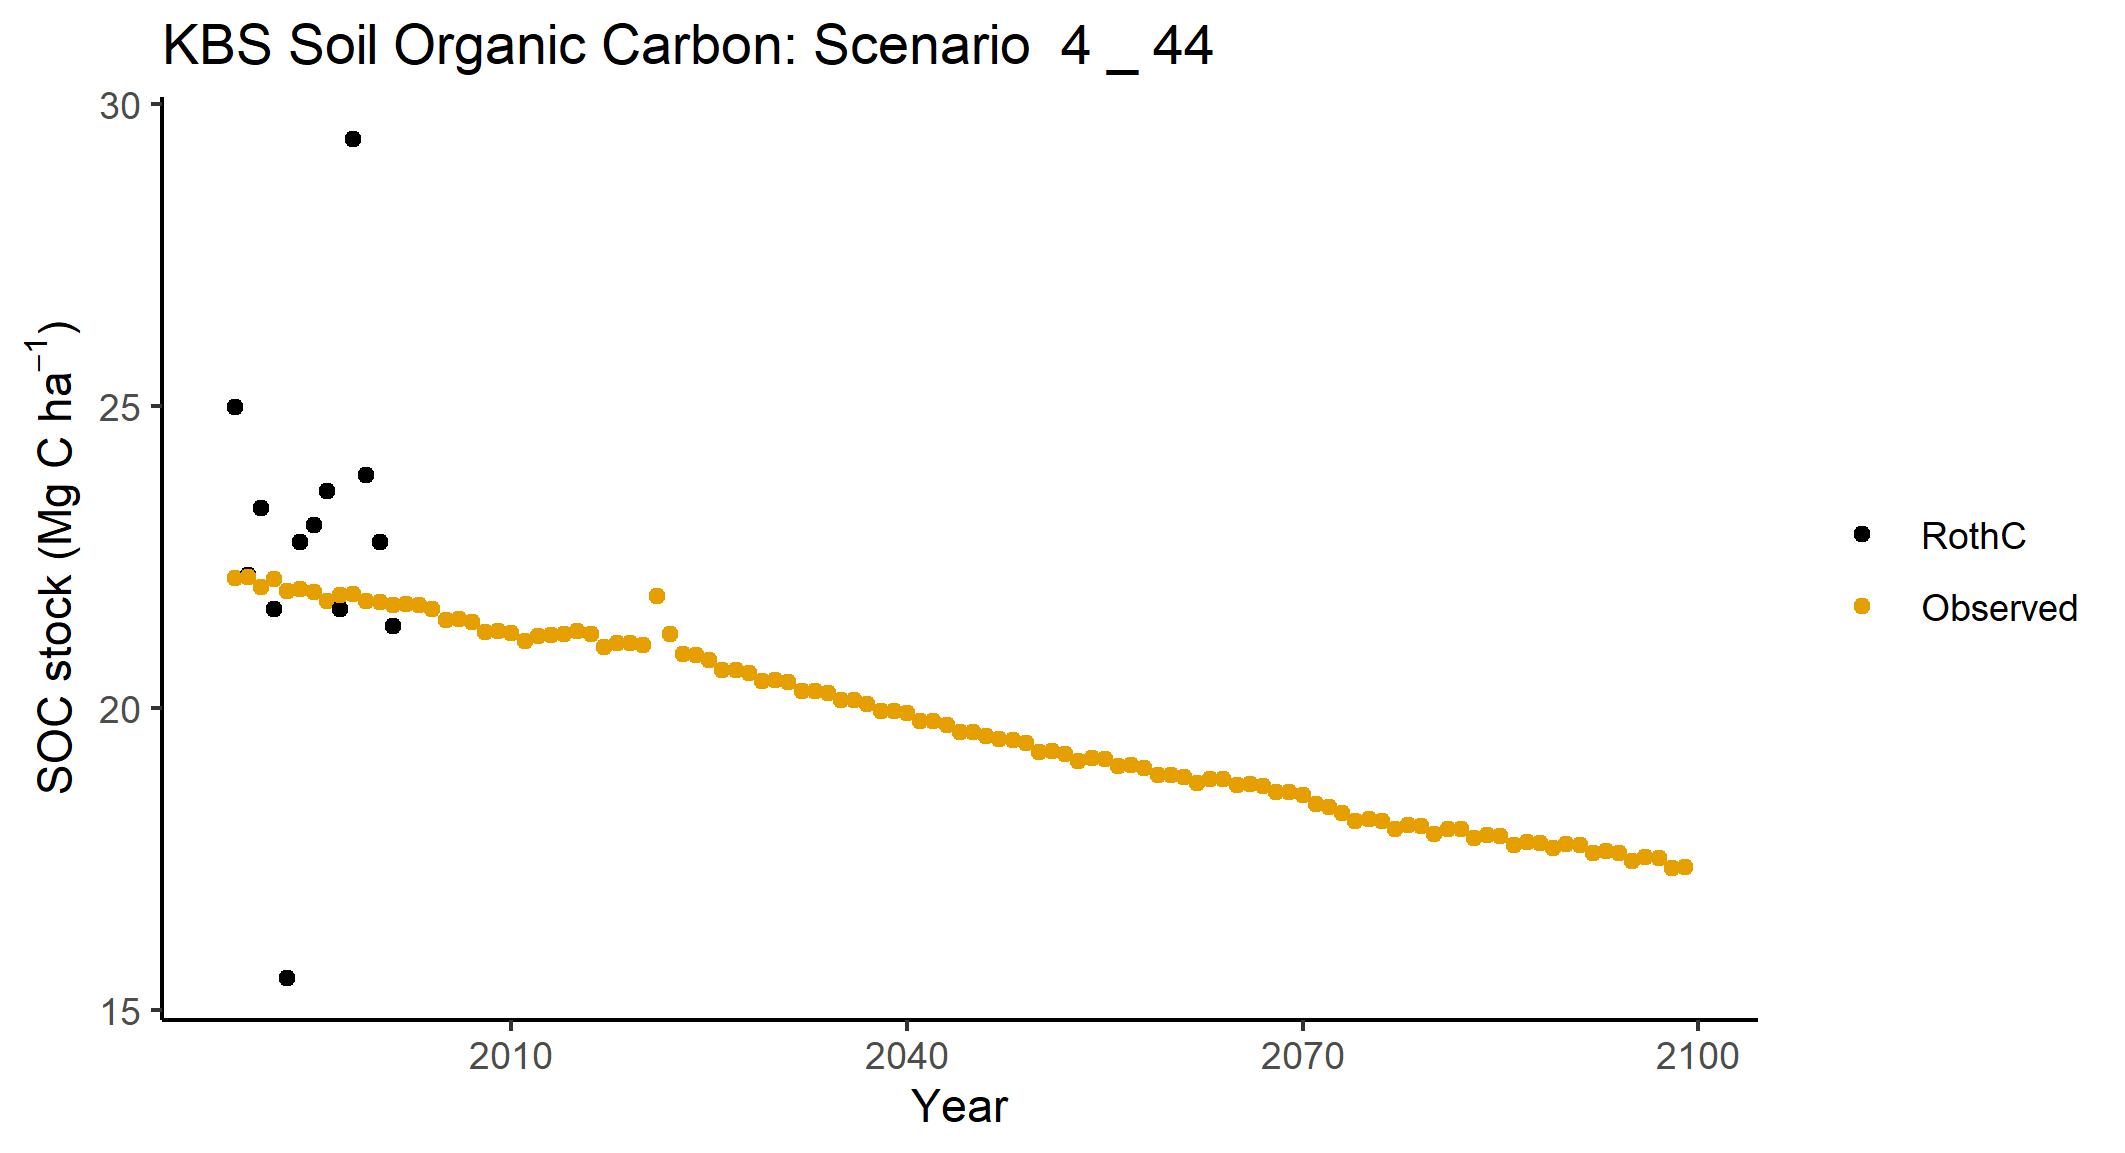 KBS Soil Organic Carbon: Scenario  4 _ 44
30
25
20
15
SOC stock (Mg C ha⁻¹)
2010
2040
2070
2100
Year
RothC
Observed